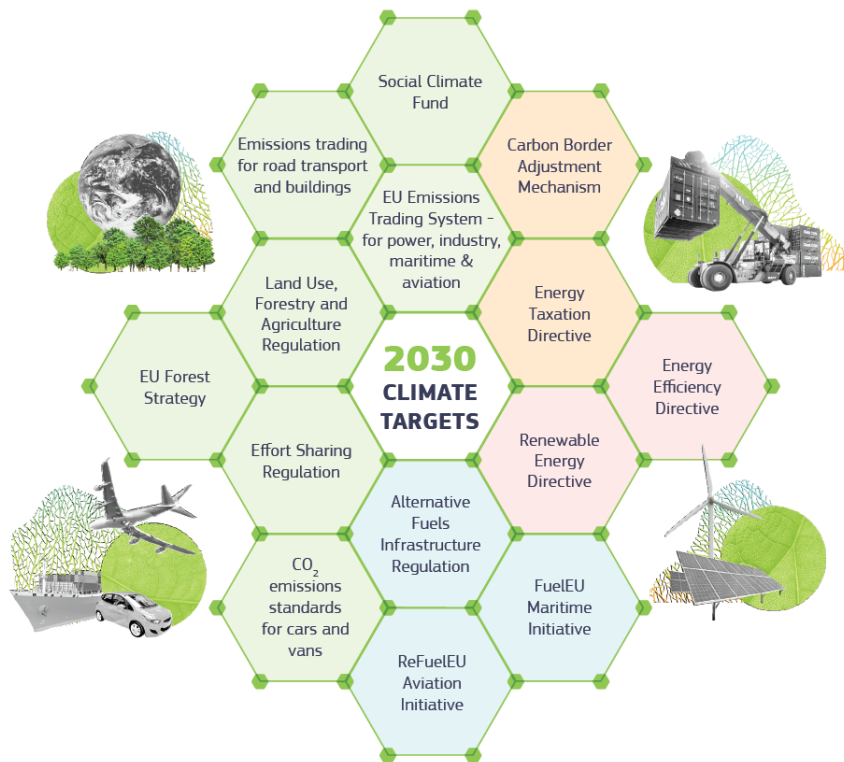 Social Climate
Fund
Emissions trading
for road transport
and buildings
Carbon Border
Adjustment
Mechanism
EU Emissions
Trading System -
for power, industry,
maritime &
aviation
Land Use,
Forestry and
Agriculture
Regulation
Energy
Taxation
Directive
EU Forest
Strategy
2030
CLIMATE
TARGETS
Energy
Efficiency
Directive
Effort Sharing
Regulation
Renewable
Energy
Directive
Alternative
Fuels
Infrastructure
Regulation
CO₂
emissions
standards
for cars and
vans
FuelEU
Maritime
Initiative
ReFuelEU
Aviation
Initiative